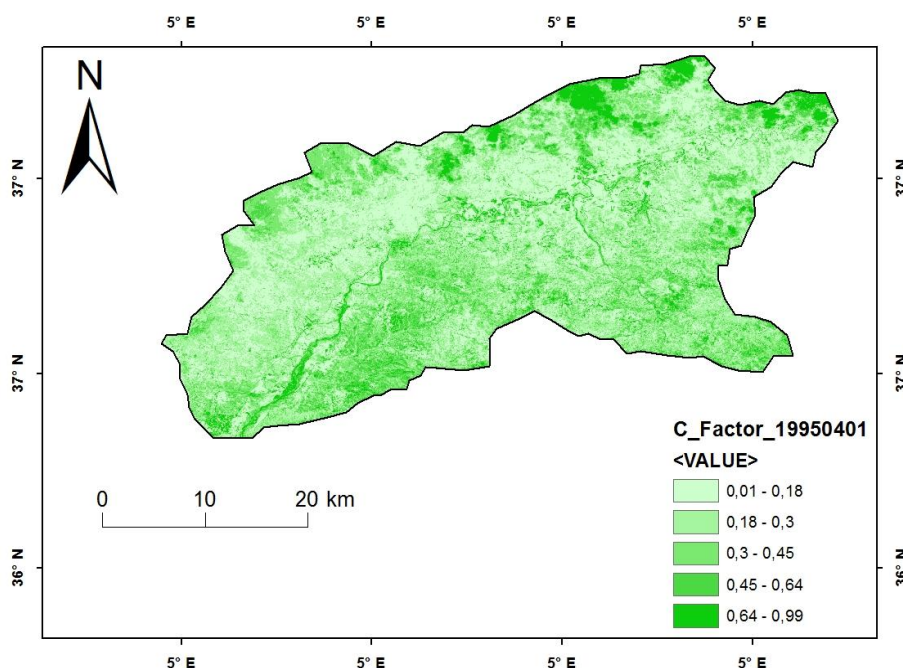 5° E 5° E 5° E 5° E
N
37° N 37° N
37° N 37° N
C_Factor_19950401
<VALUE>
0,01 - 0,18
0 10 20 km
0,18 - 0,3
0,3 - 0,45
36° N 36° N
0,45 - 0,64
0,64 - 0,99
5° E 5° E 5° E 5° E